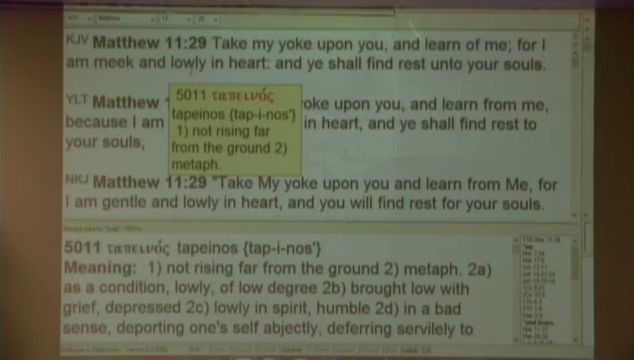 KJV Matthew 11:29 Take my yoke upon you, and learn of me; for I
am meek and lowly in heart: and ye shall find rest unto your souls.
YLT Matthew 1
oke upon you, and learn from me,
because I am
in heart, and ye shall find rest to
your souls,
5011 ταπεινός
tapeinos {tap-i-nos'}
1) not rising far
from the ground 2)
metaph.
NKJ Matthew 11:29 "Take My yoke upon you and learn from Me, for
I am gentle and lowly in heart, and you will find rest for your souls.
5011 ταπεινός tapeinos {tap-i-nos'}
Meaning: 1) not rising far from the ground 2) metaph. 2a)
as a condition, lowly, of low degree 2b) brought low with
grief, depressed 2c) lowly in spirit, humble 2d) in a bad
sense, deporting one's self abjectly, deferring servilely to